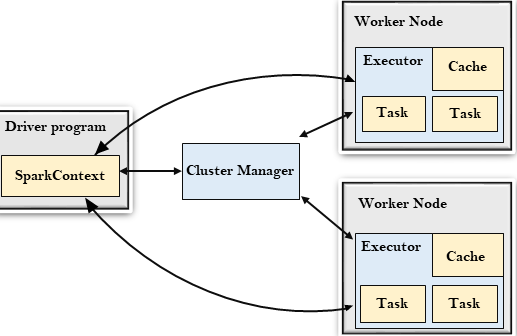 Worker Node
Executor
Cache
Task
Task
Driver program
SparkContext
Cluster Manager
Worker Node
Executor
Cache
Task
Task